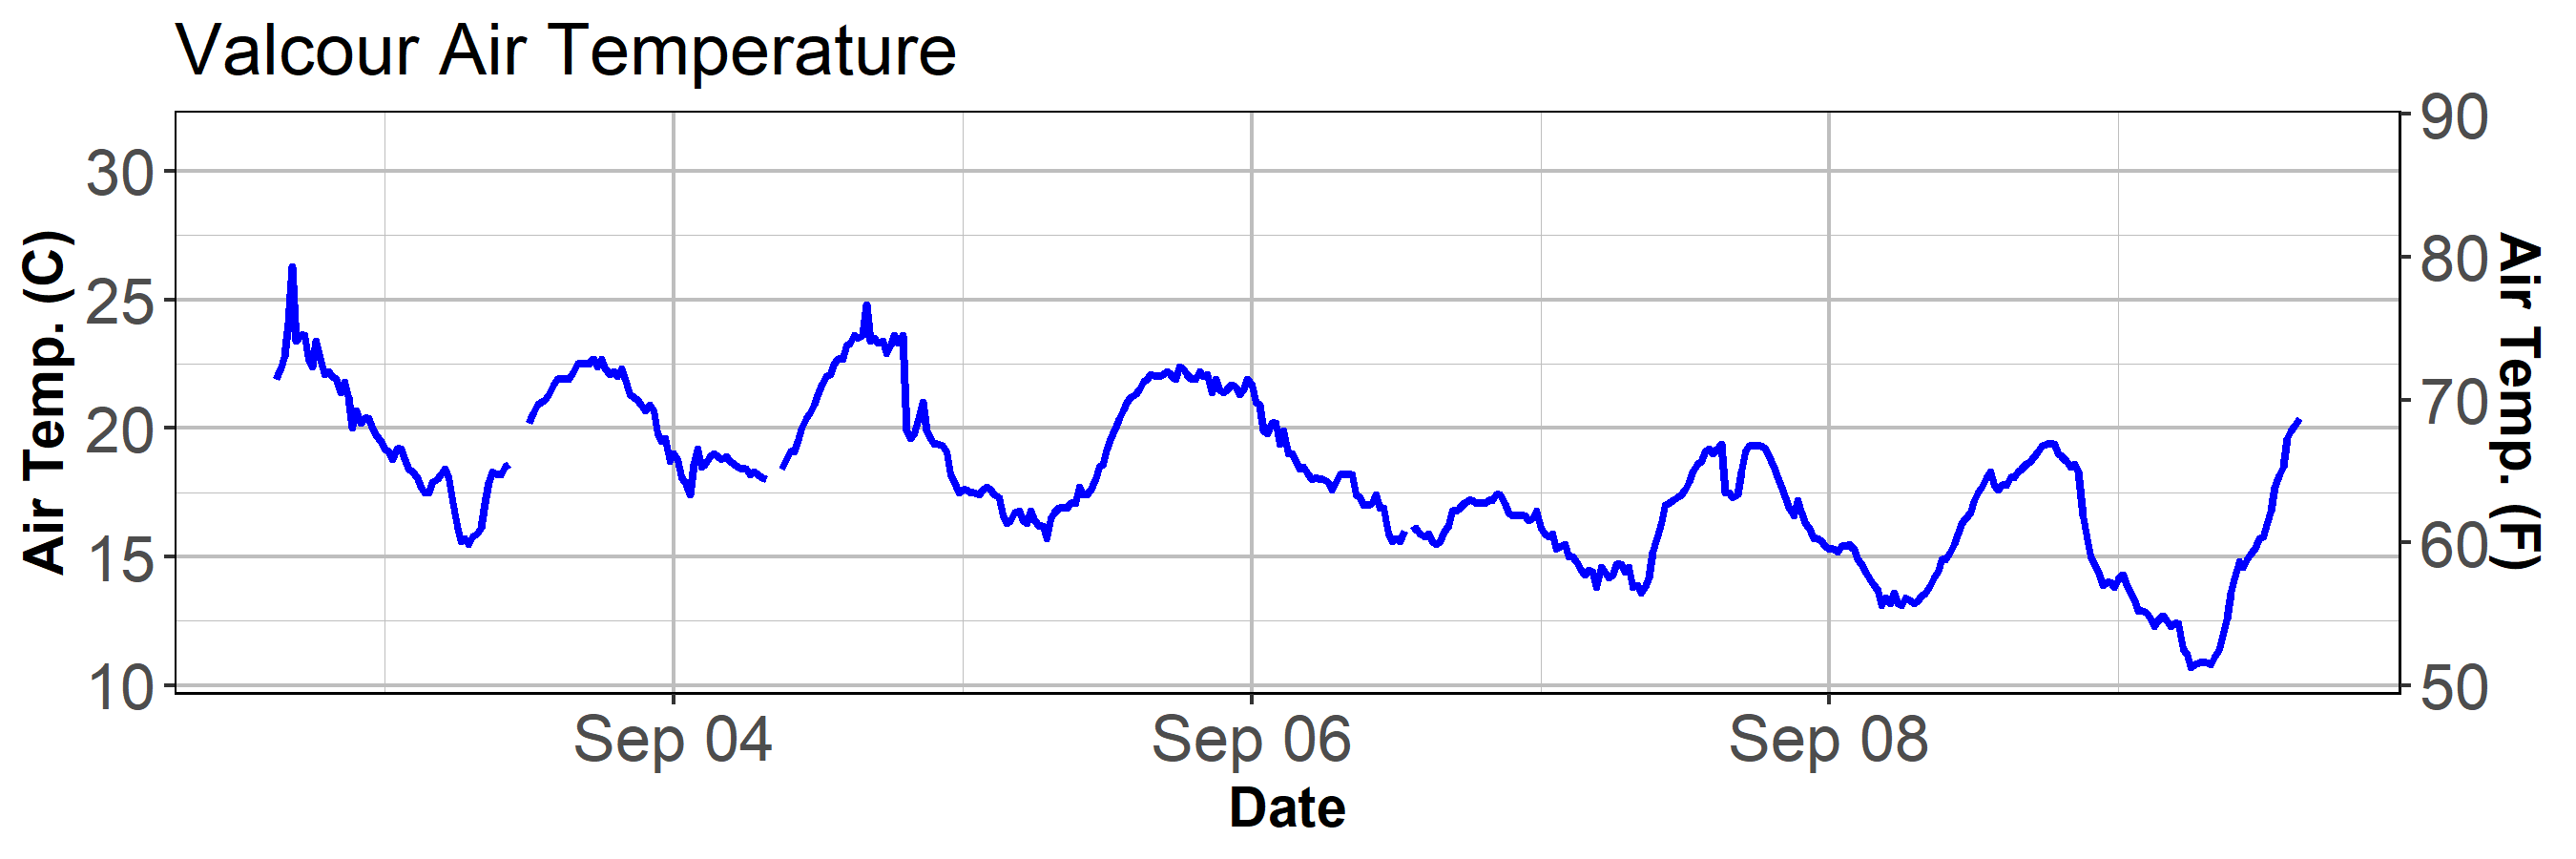 Valcour Air Temperature
Air Temp. (C)
30
25
20
15
10
90
80
70
60
50
Air Temp. (F)
Sep 04 Sep 06 Sep 08
Date